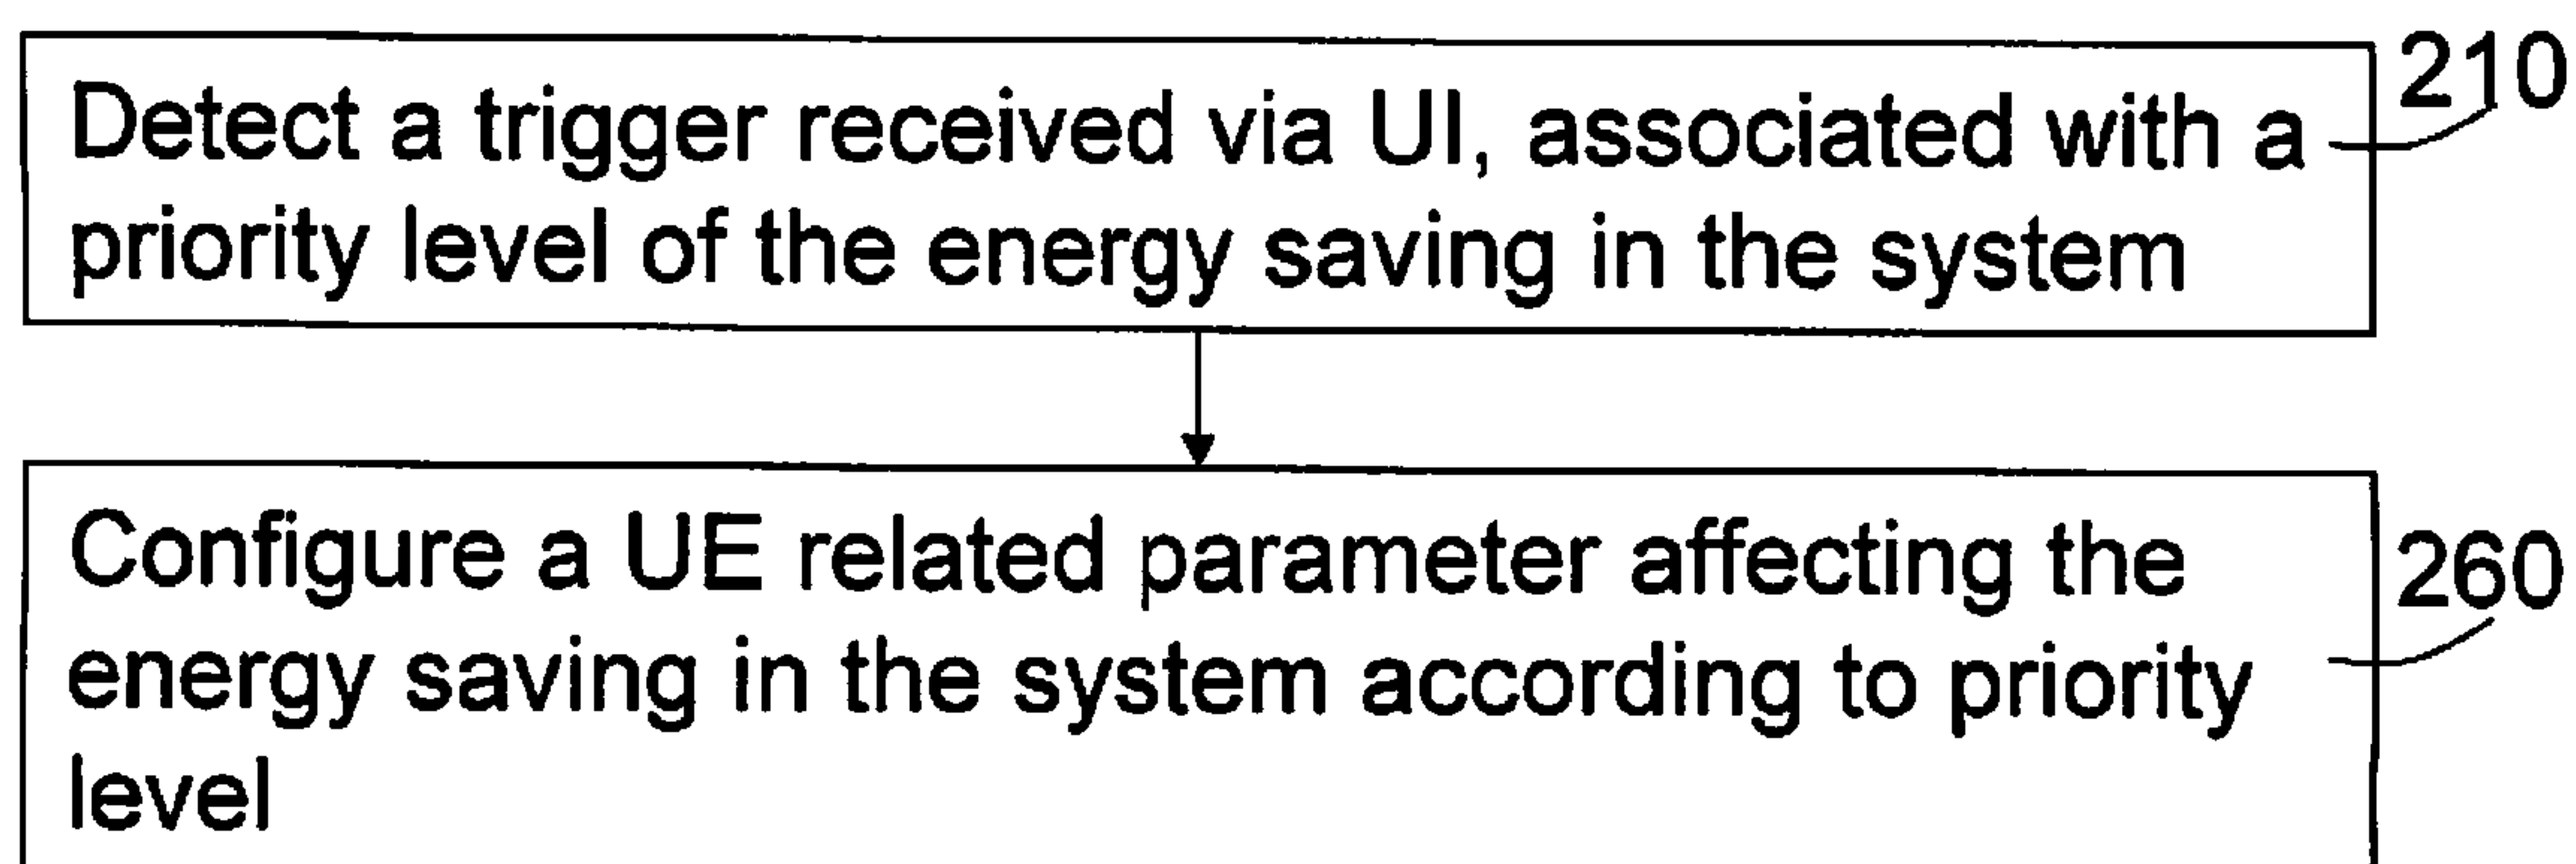 210
Detect a trigger received via UI, associated with a
priority level of the energy saving in the system
Configure a UE related parameter affecting the
260
energy saving in the system according to priority
level